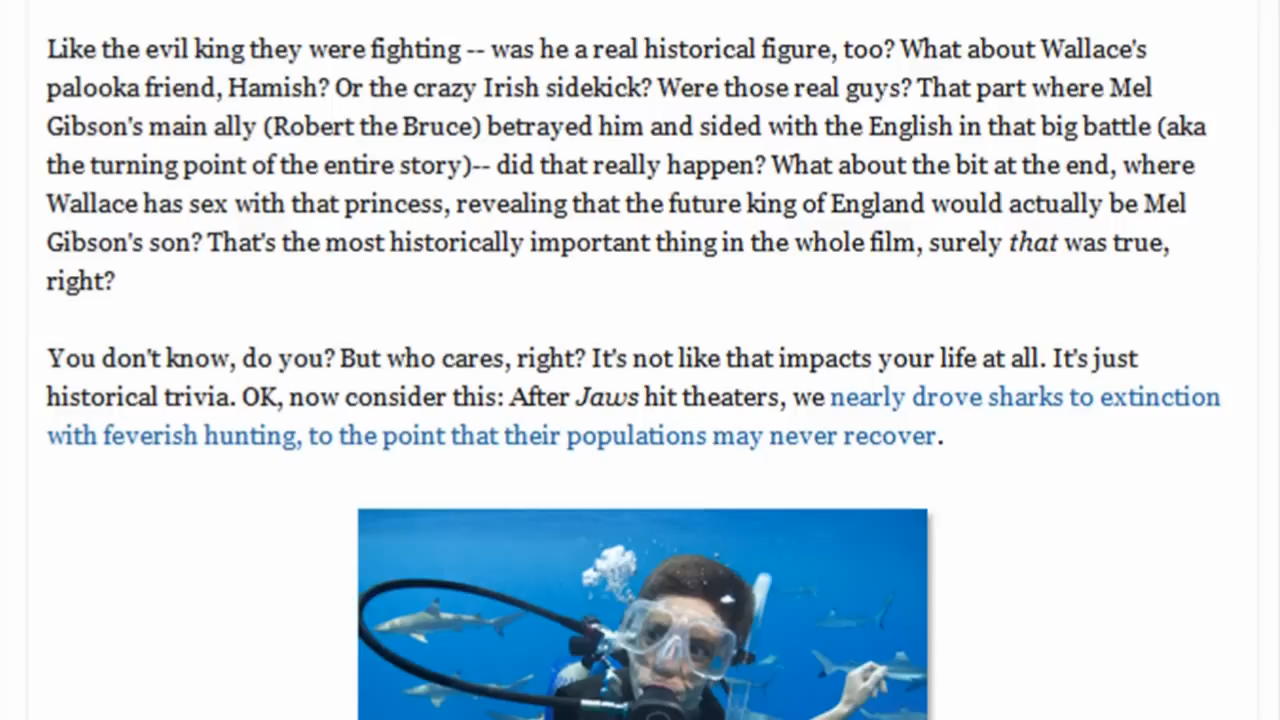 Like the evil king they were fighting -- was he a real historical figure, too? What about Wallace's
palooka friend, Hamish? Or the crazy Irish sidekick? Were those real guys? That part where Mel
Gibson's main ally (Robert the Bruce) betrayed him and sided with the English in that big battle (aka
the turning point of the entire story)-- did that really happen? What about the bit at the end, where
Wallace has sex with that princess, revealing that the future king of England would actually be Mel
Gibson's son? That's the most historically important thing in the whole film, surely that was true,
right?
You don't know, do you? But who cares, right? It's not like that impacts your life at all. It's just
historical trivia. OK, now consider this: After Jaws hit theaters, we nearly drove sharks to extinction
with feverish hunting, to the point that their populations may never recover.